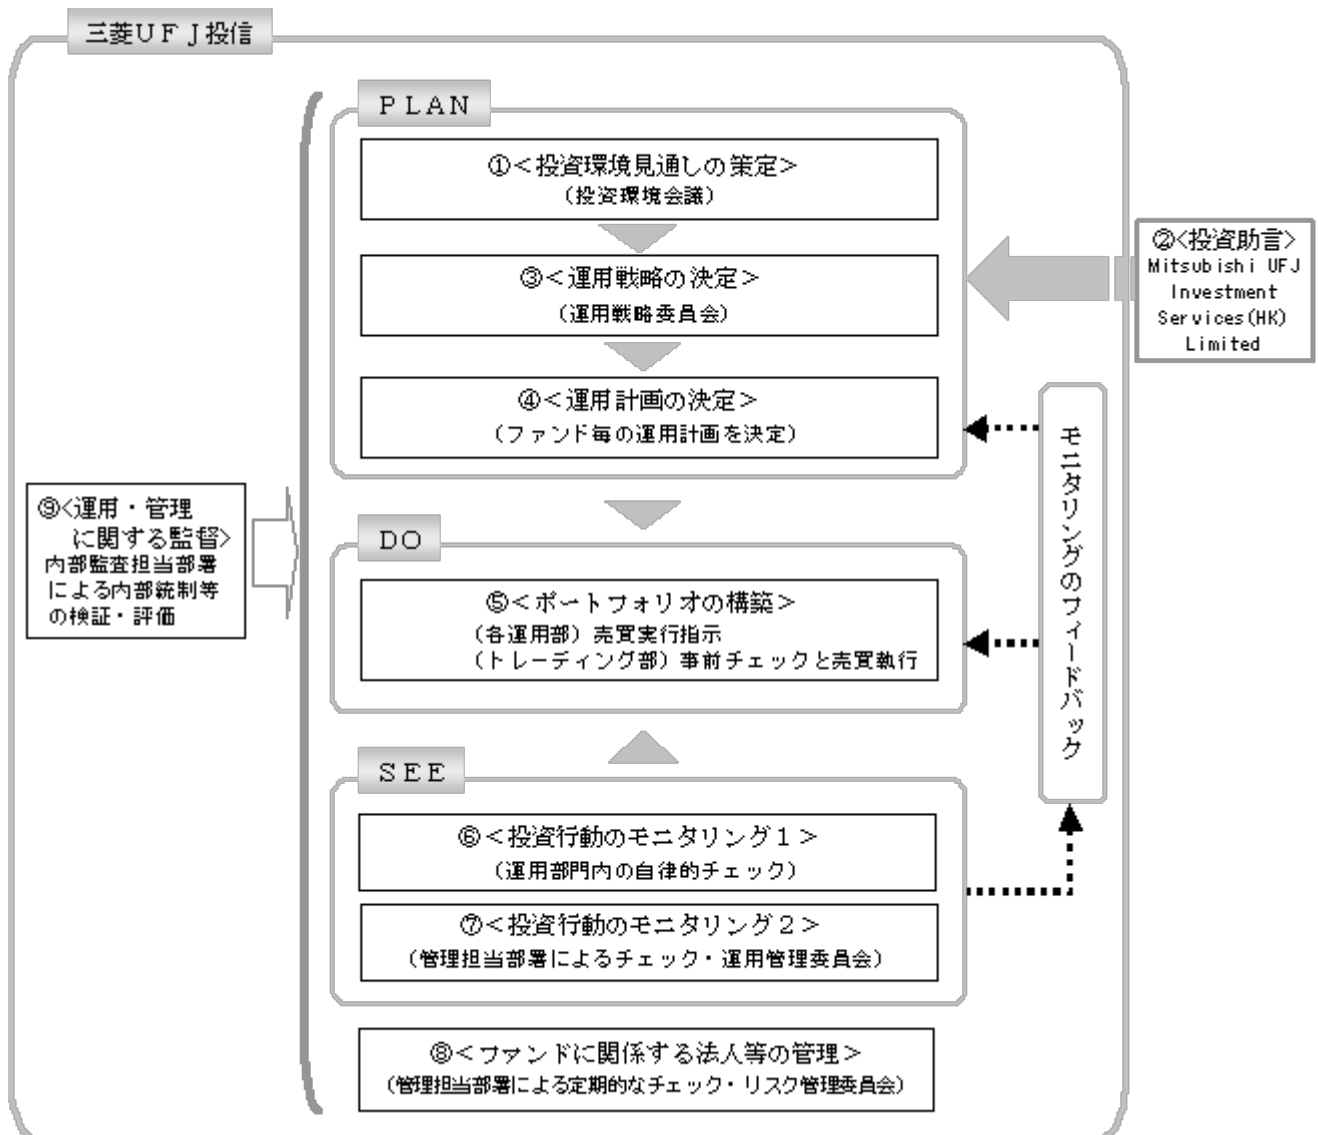 三菱ＵＦＪ投信
ＰＬＡＮ
①＜投資環境見通しの策定＞
（投資環境会議）
②<投資助言>
Mitsubishi UFJ
Investment
Services(HK)
Limited
③＜運用戦略の決定＞
（運用戦略委員会）
④＜運用計画の決定＞
（ファンド毎の運用計画を決定）
モニタリングのフィードバック
⑨<運用・管理
に関する監督>
内部監査担当部署
による内部統制等
の検証・評価
ＤＯ
⑤＜ポートフォリオの構築＞
（各運用部）売買実行指示
（トレーディング部）事前チェックと売買執行
ＳＥＥ
⑥＜投資行動のモニタリング１＞
（運用部門内の自律的チェック）
⑦＜投資行動のモニタリング２＞
（管理担当部署によるチェック・運用管理委員会）
⑧＜ファンドに関係する法人等の管理＞
（管理担当部署による定期的なチェック・リスク管理委員会）